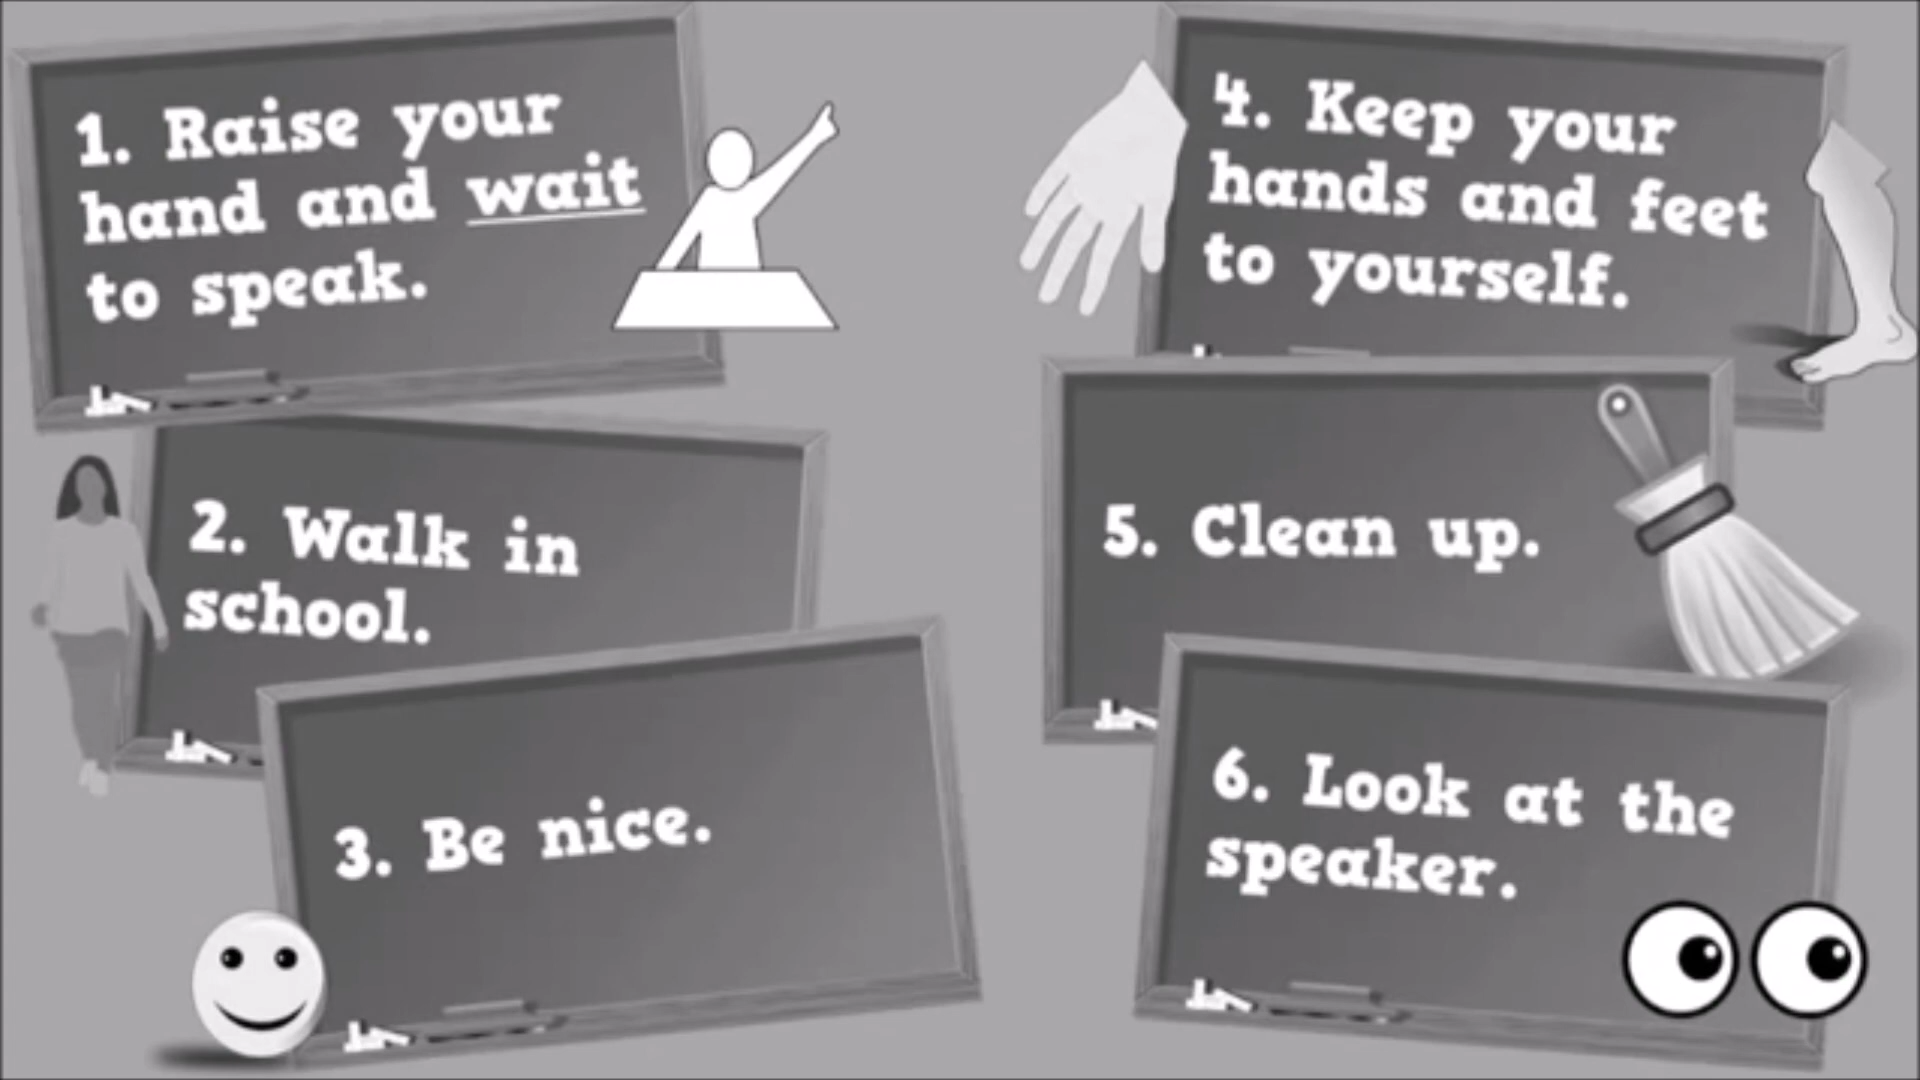 1. Raise your
hand and wait
to speak.
2. Walk in
school.
3. Be nice.
4. Keep your
hands and feet
to yourself.
5. Clean up.
6. Look at the
speaker.